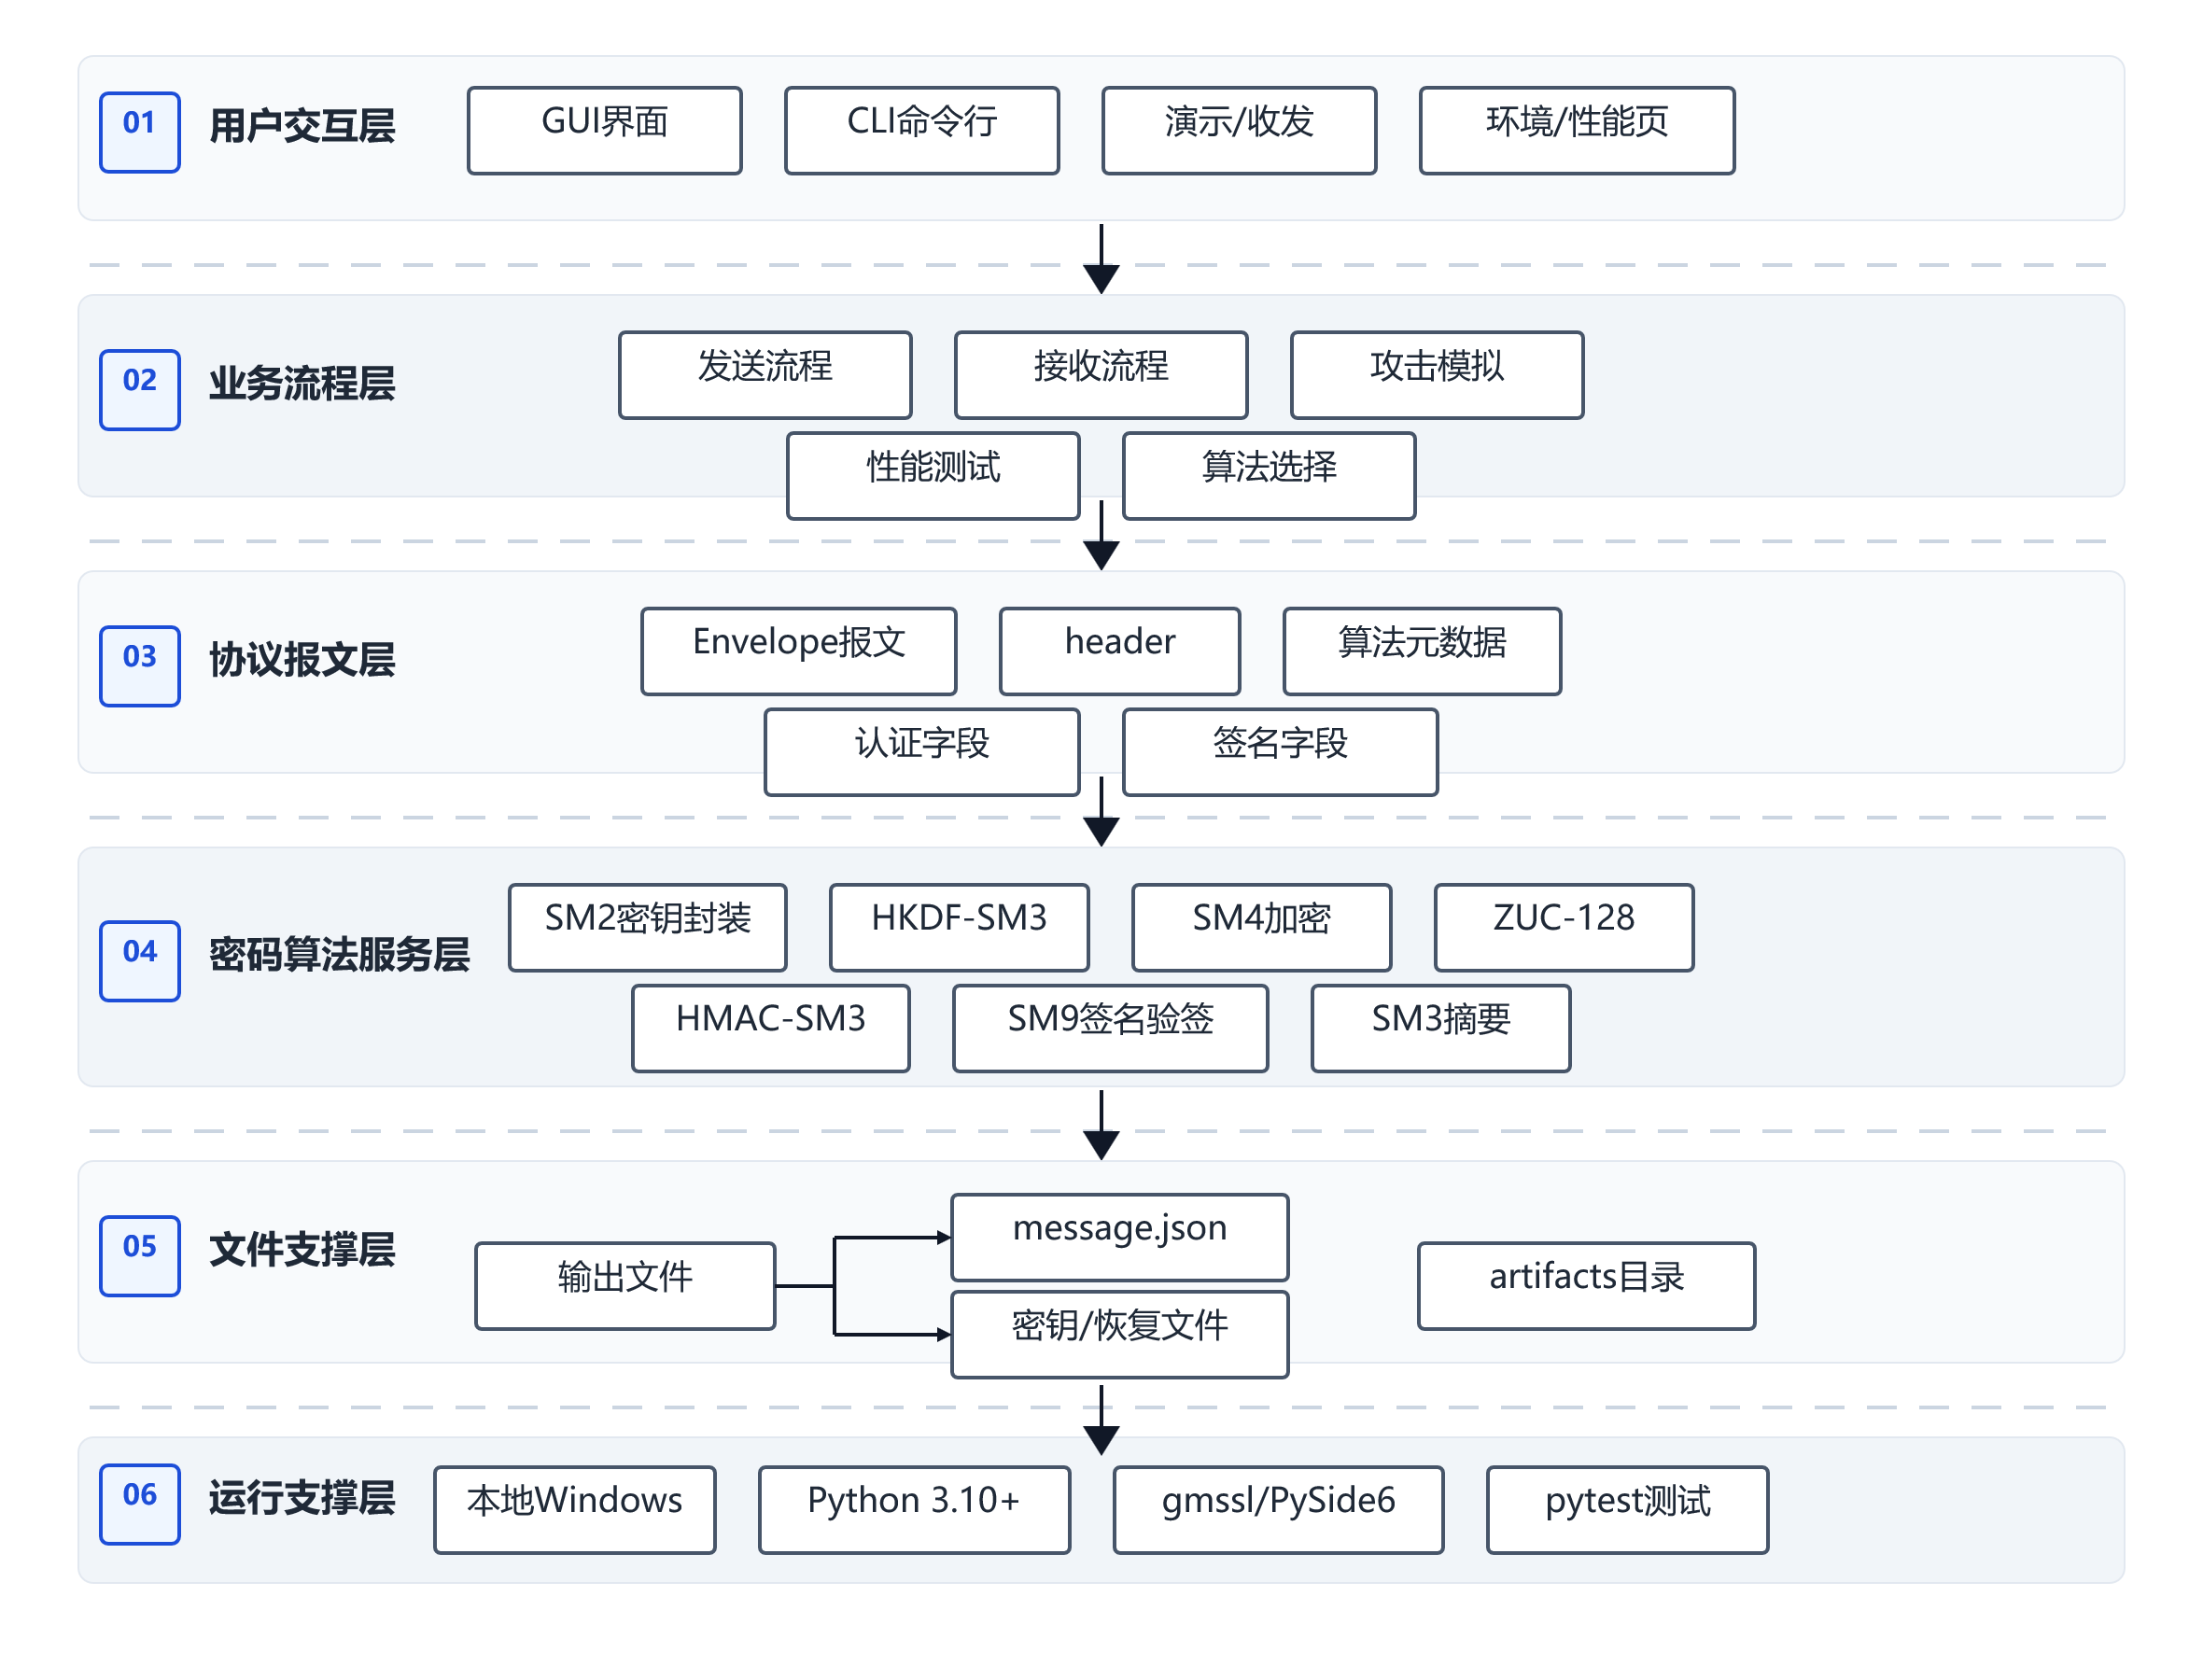 01
用户交互层
GUI界面
CLI命令行
演示/收发
环境/性能页
02
业务流程层
发送流程
接收流程
攻击模拟
性能测试
算法选择
03
协议报文层
Envelope报文
header
算法元数据
认证字段
签名字段
04
密码算法服务层
SM2密钥封装
HKDF-SM3
SM4加密
ZUC-128
HMAC-SM3
SM9签名验签
SM3摘要
05
文件支撑层
输出文件
message.json
密钥/恢复文件
artifacts目录
06
运行支撑层
本地Windows
Python 3.10+
gmssl/PySide6
pytest测试